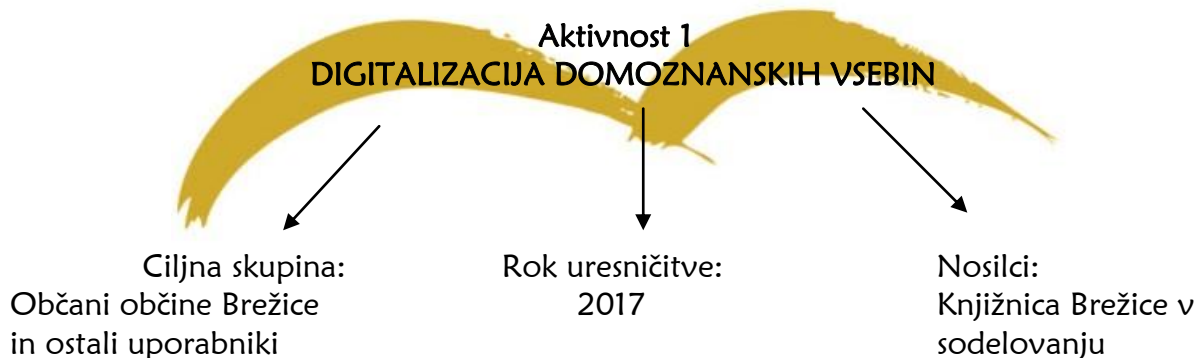 Aktivnost 1
DIGITALIZACIJA DOMOZNANSKIH VSEBIN
Ciljna skupina:
Občani občine Brežice
in ostali uporabniki
Rok uresničitve:
2017
Nosilci:
Knjižnica Brežice v
sodelovanju